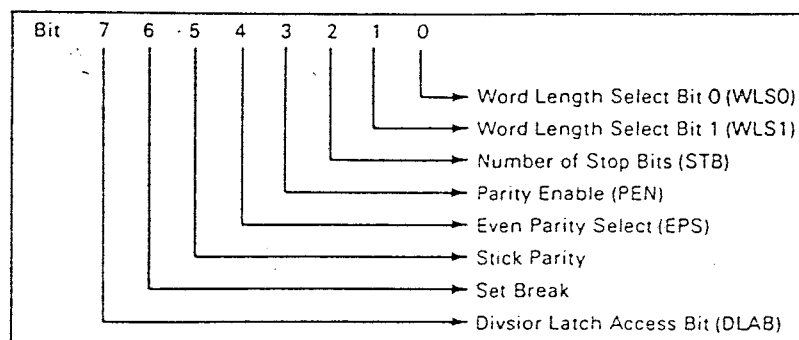 Bit 7 6 5 4 3 2 1 0
Word Length Select Bit 0 (WLS0)
Word Length Select Bit 1 (WLS1)
Number of Stop Bits (STB)
Parity Enable (PEN)
Even Parity Select (EPS)
Stick Parity
Set Break
Divsior Latch Access Bit (DLAB)